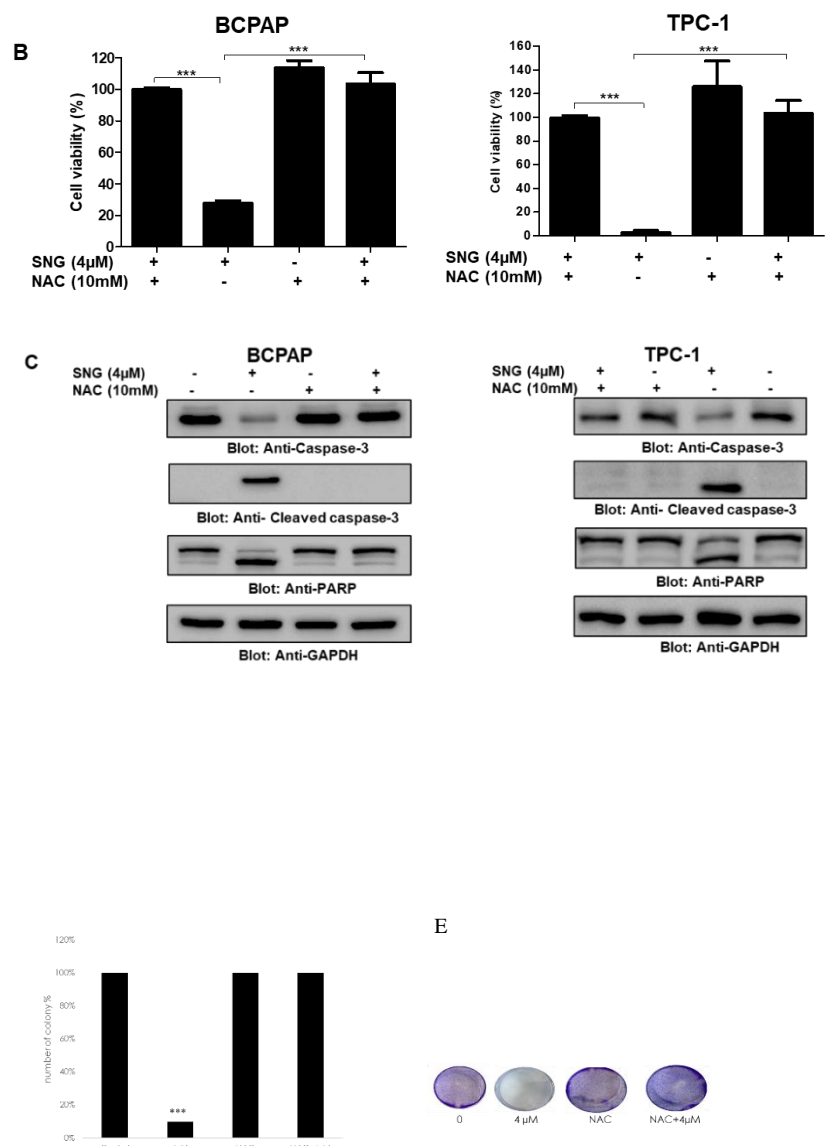 B
BCPAP
Cell viability (%)
120
100
80
60
40
20
0
***
***
SNG (4µM) + + - +
NAC (10mM) + - + +
TPC-1
Cell viability (%)
160
140
120
100
80
60
40
20
0
***
***
SNG (4µM) + + - +
NAC (10mM) + - + +
C
BCPAP
SNG (4µM) - + - +
NAC (10mM) - - + +
Blot: Anti-Caspase-3
Blot: Anti- Cleaved caspase-3
Blot: Anti-PARP
Blot: Anti-GAPDH
TPC-1
SNG (4µM) + - + -
NAC (10mM) + + - -
Blot: Anti-Caspase-3
Blot: Anti- Cleaved caspase-3
Blot: Anti-PARP
Blot: Anti-GAPDH
number of colony %
120%
100%
80%
60%
40%
20%
0%
***
E
0 4 µM NAC NAC+4µM